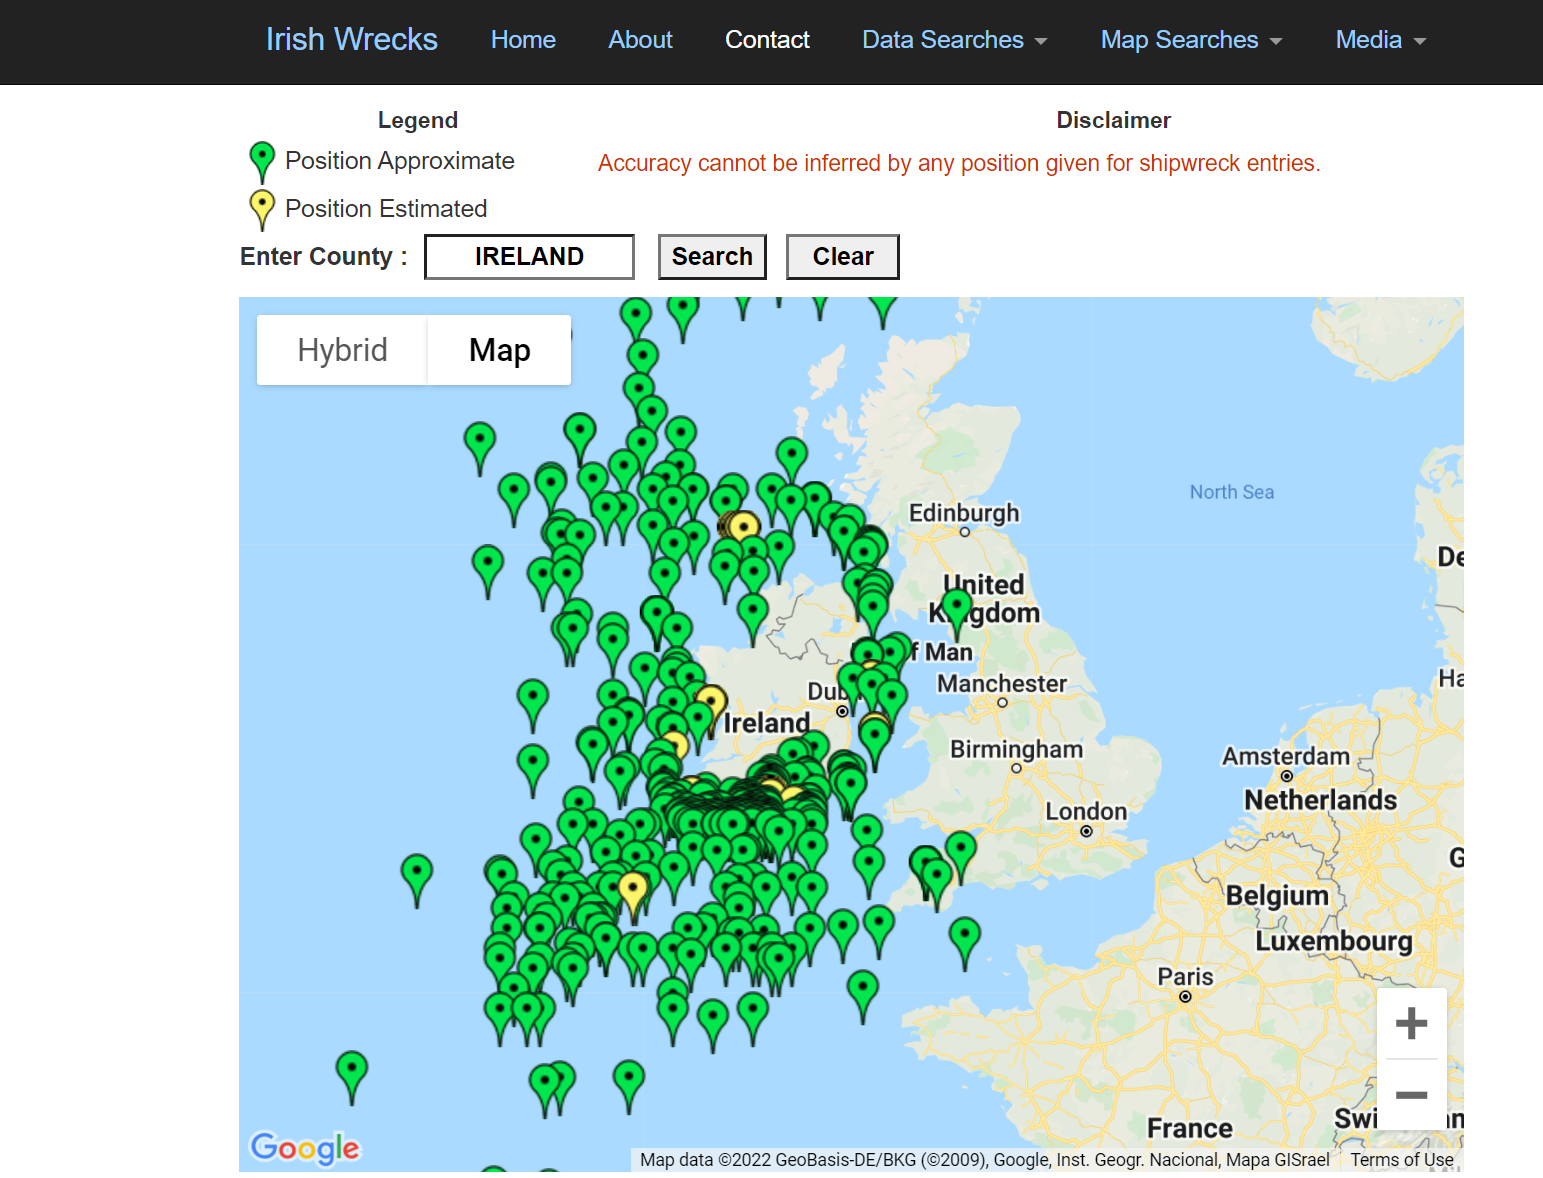 Irish Wrecks Home About Contact Data Searches Map Searches Media
Legend Disclaimer
Position Approximate Accuracy cannot be inferred by any position given for shipwreck entries.
Position Estimated
Enter County : IRELAND Search Clear
Hybrid Map
North Sea
Edinburgh
De
United
K gdom
f Man
Ha
Manchester
Dub
Ireland
Birmingham
Amsterdam
Netherlands
London
G
Belgium
Luxembourg
Paris
+
−
Swi n
France
Google
Map data ©2022 GeoBasis-DE/BKG (©2009), Google, Inst. Geogr. Nacional, Mapa GISrael Terms of Use